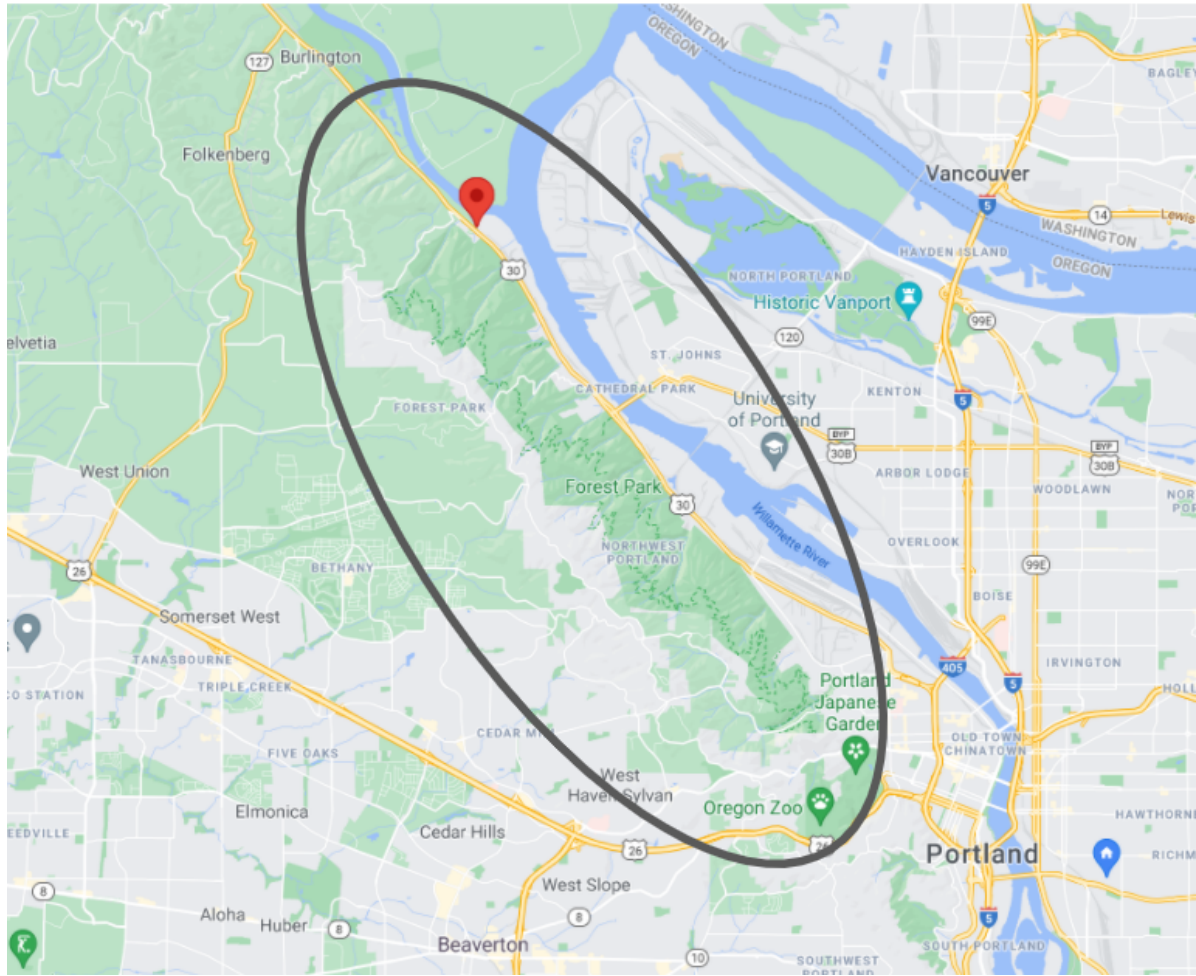 WASHINGTON
OREGON
WASHINGTON
OREGON
BAGLEY
Burlington
127
Folkenberg
Vancouver
5
14
Lewis
WASHINGTON
OREGON
HAYDEN ISLAND
30
NORTH PORTLAND
Historic Vanport
99E
120
elvetia
ST. JOHNS
CATHEDRAL PARK
KENTON
University
of Portland
5
FOREST PARK
BYP
30B
BYP
30B
West Union
ARBOR LODGE
WOODLAWN
Forest Park
30
Willamette River
NORTHWEST
PORTLAND
OVERLOOK
26
BETHANY
99E
BOISE
Somerset West
TANASBOURNE
IRVINGTON
405
5
CO STATION
TRIPLE CREEK
Portland
Japanese
Garden
HOLL
CEDAR MI
OLD TOWN
CHINATOWN
FIVE OAKS
West
Haven-Sylvan
Oregon Zoo
Elmonica
HAWTHORNE
EEDVILLE
Cedar Hills
26
26
Portland
RICHM
8
West Slope
Aloha
8
5
Huber
8
Beaverton
SOUTH PORTLAND
10
SOUTHWEST
PORTLAND